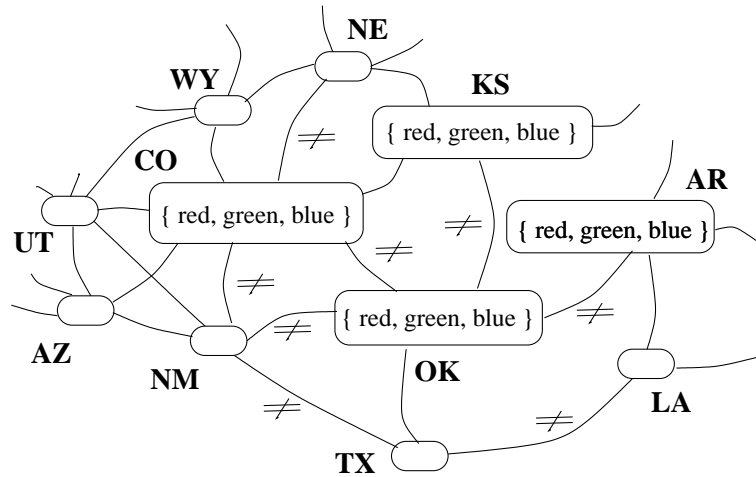 NE
WY
KS
{ red, green, blue }
≠
CO
AR
{ red, green, blue }
≠
{ red, green, blue }
UT
≠
≠
{ red, green, blue }
≠
≠
AZ
NM
OK
LA
≠
≠
TX